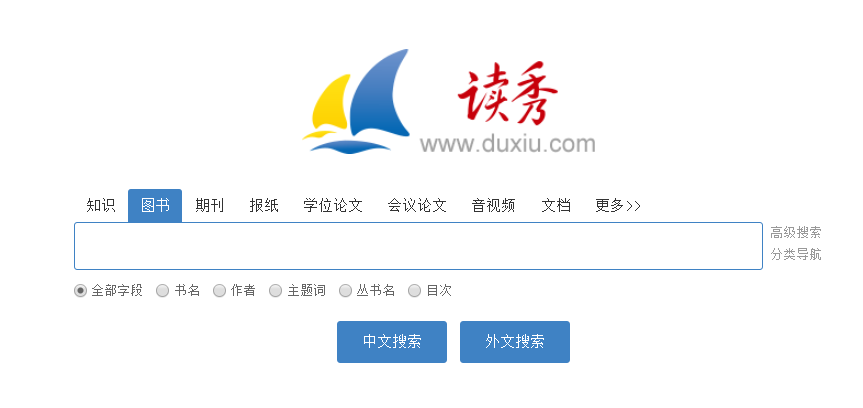 读秀
www.duxiu.com
知识 图书 期刊 报纸 学位论文 会议论文 音视频 文档 更多>>
高级搜索
分类导航
全部字段 书名 作者 主题词 丛书名 目次
中文搜索 外文搜索